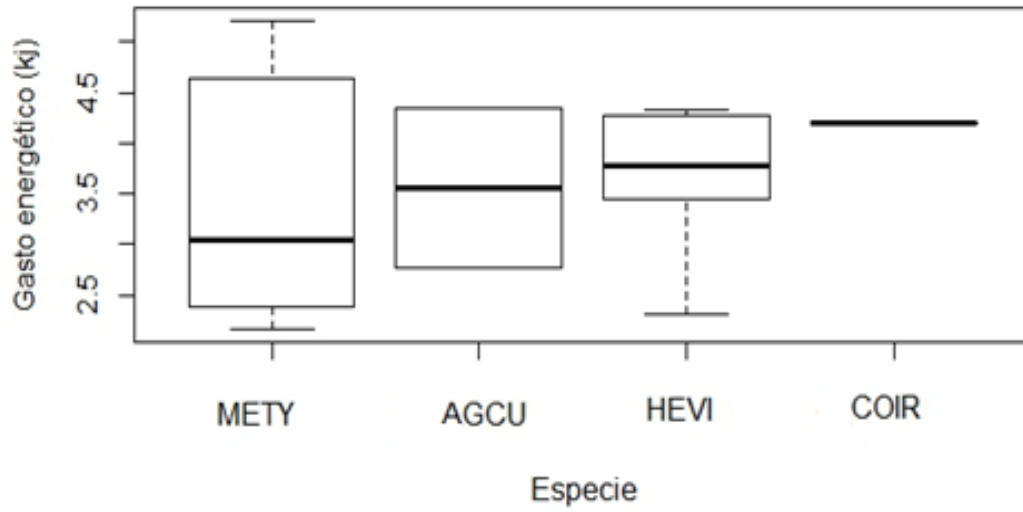 Gasto energético (kj)
4.5
3.5
2.5
METY AGCU HEVI COIR
Especie